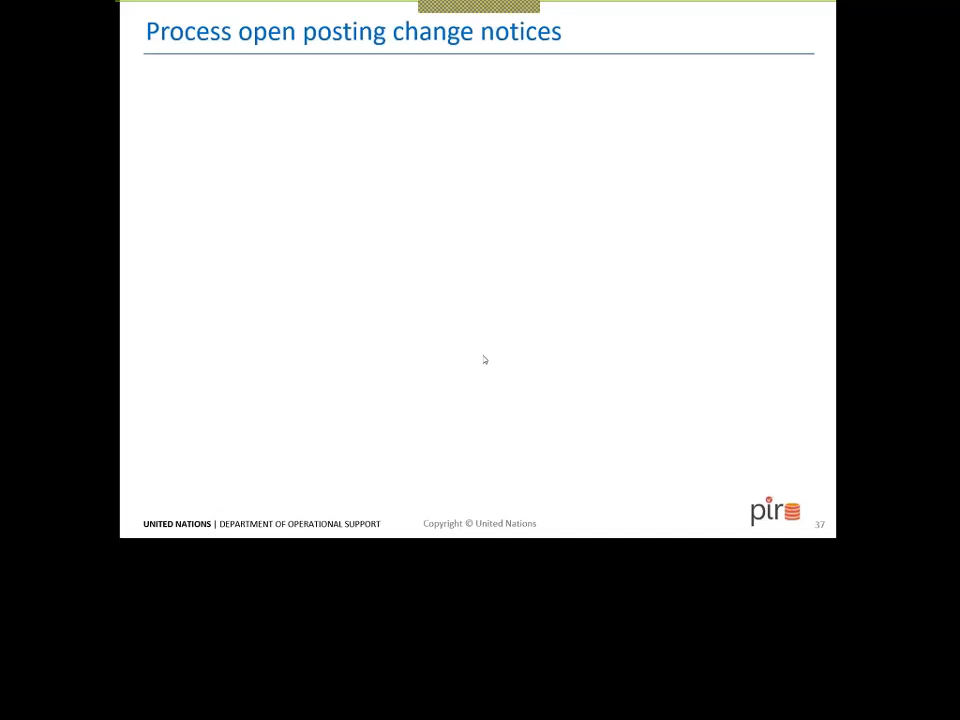 Process open posting change notices
UNITED NATIONS | DEPARTMENT OF OPERATIONAL SUPPORT
Copyright © United Nations
pir
37